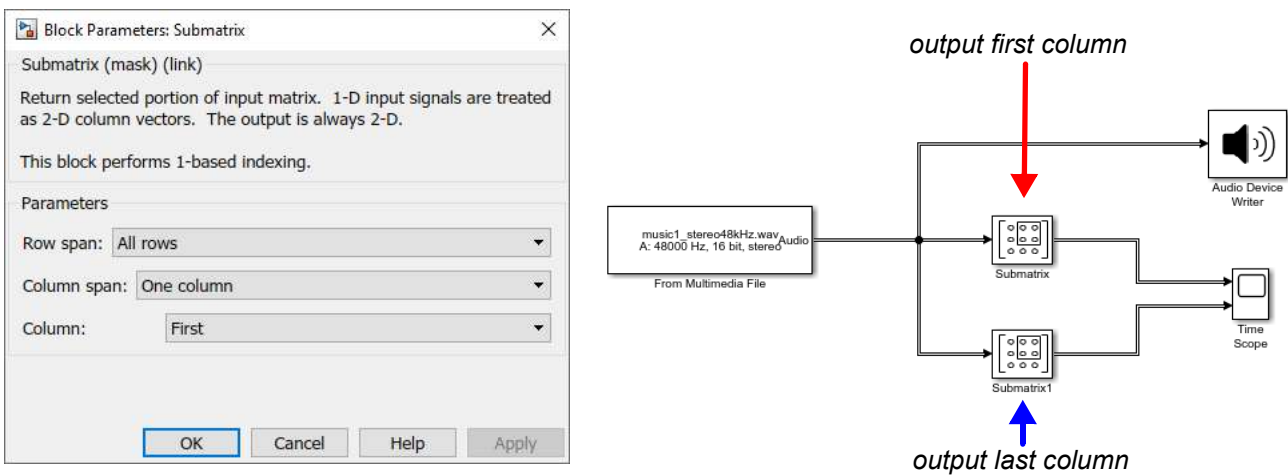 Block Parameters: Submatrix
Submatrix (mask) (link)
Return selected portion of input matrix.  1-D input signals are treated
as 2-D column vectors.  The output is always 2-D.
This block performs 1-based indexing.
Parameters
Row span: All rows
Column span: One column
Column: First
OK Cancel Help Apply
output first column
Audio Device
Writer
music1_stereo48kHz.wav
A: 48000 Hz, 16 bit, stereo
Audio
From Multimedia File
Submatrix
Time
Scope
Submatrix1
output last column